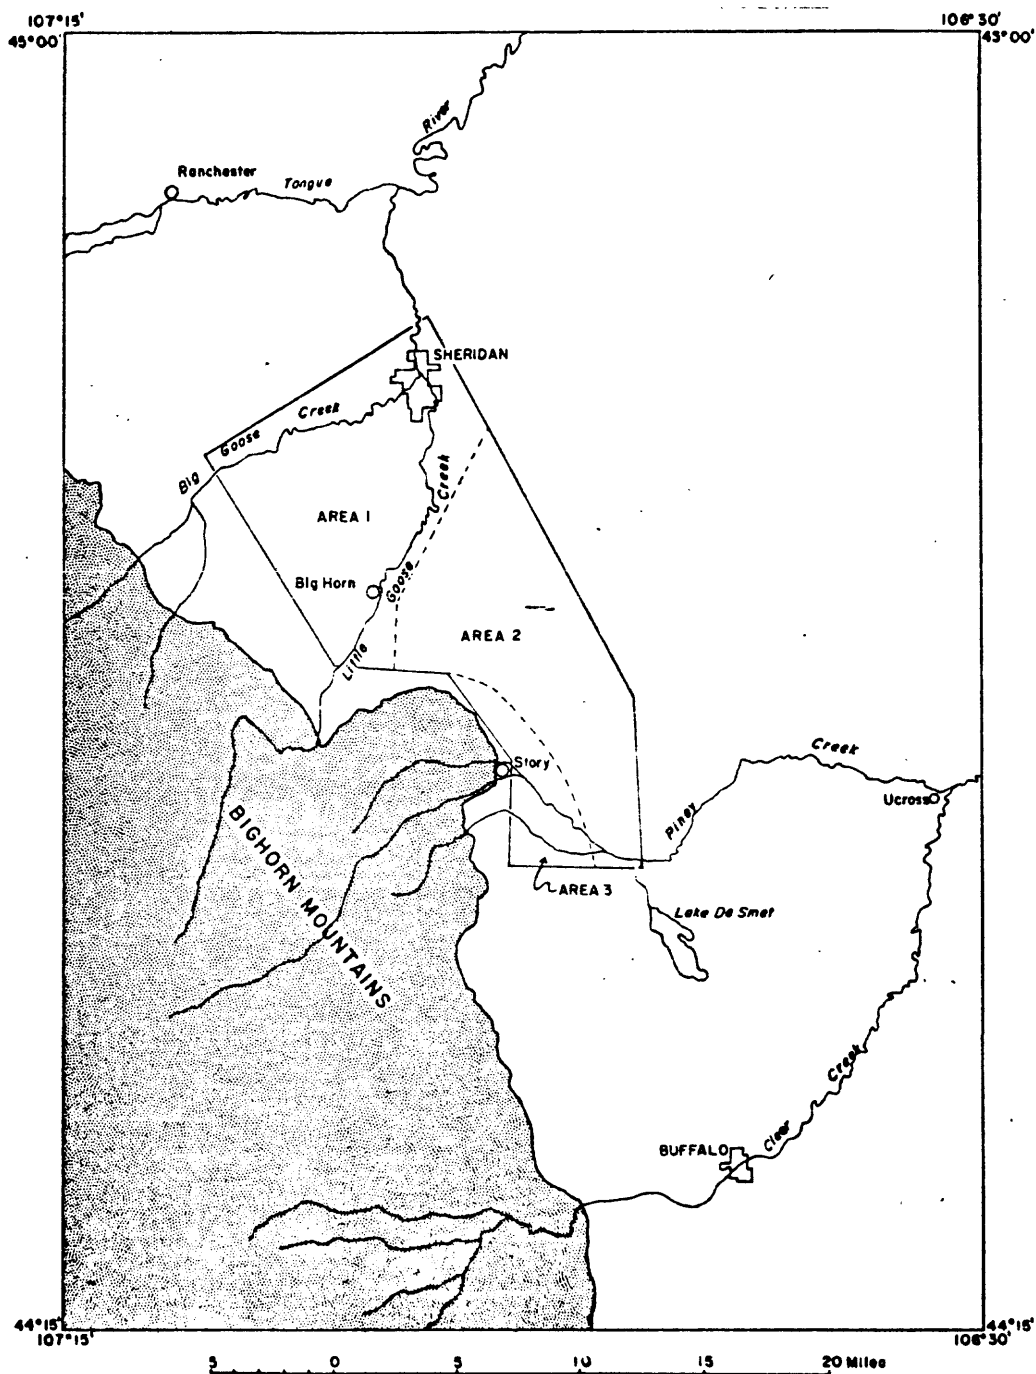 107°15'
106°30'
45°00'
45°00'
River
Ranchester
Tongue
SHERIDAN
Creek
Goose
Big
Creek
AREA 1
Big Horn
Goose
AREA 2
Little
Story
Creek
Ucross
Piney
BIGHORN MOUNTAINS
AREA 3
Lake De Smet
Creek
BUFFALO
Clear
44°15'
44°15'
107°15'
106°30'
5 0 5 10 15 20 Miles